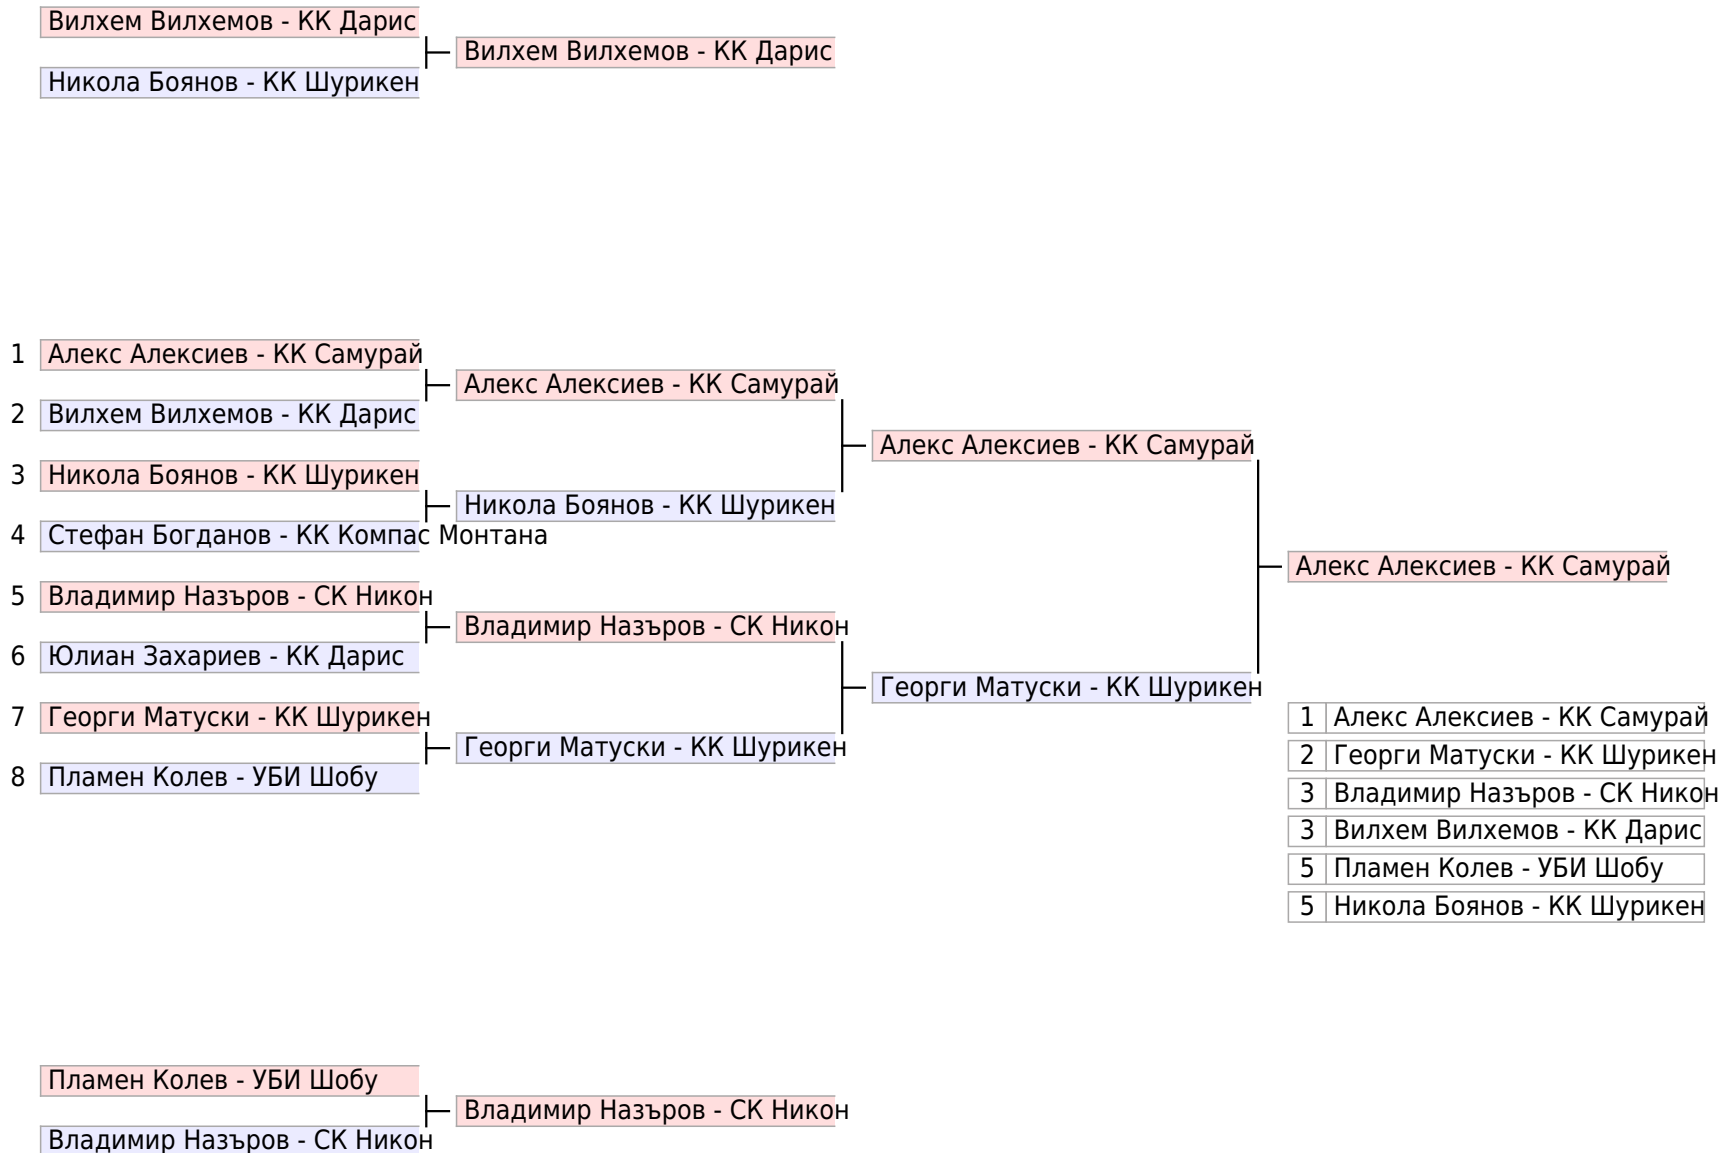 Вилхем Вилхемов - КК Дарис
Вилхем Вилхемов - КК Дарис
Никола Боянов - КК Шурикен
1 Алекс Алексиев - КК Самурай
Алекс Алексиев - КК Самурай
2 Вилхем Вилхемов - КК Дарис
Алекс Алексиев - КК Самурай
3 Никола Боянов - КК Шурикен
Никола Боянов - КК Шурикен
4 Стефан Богданов - КК Компас Монтана
Алекс Алексиев - КК Самурай
5 Владимир Назъров - СК Никон
Владимир Назъров - СК Никон
6 Юлиан Захариев - КК Дарис
Георги Матуски - КК Шурикен
7 Георги Матуски - КК Шурикен
Георги Матуски - КК Шурикен
8 Пламен Колев - УБИ Шобу
1 Алекс Алексиев - КК Самурай
2 Георги Матуски - КК Шурикен
3 Владимир Назъров - СК Никон
3 Вилхем Вилхемов - КК Дарис
5 Пламен Колев - УБИ Шобу
5 Никола Боянов - КК Шурикен
Пламен Колев - УБИ Шобу
Владимир Назъров - СК Никон
Владимир Назъров - СК Никон